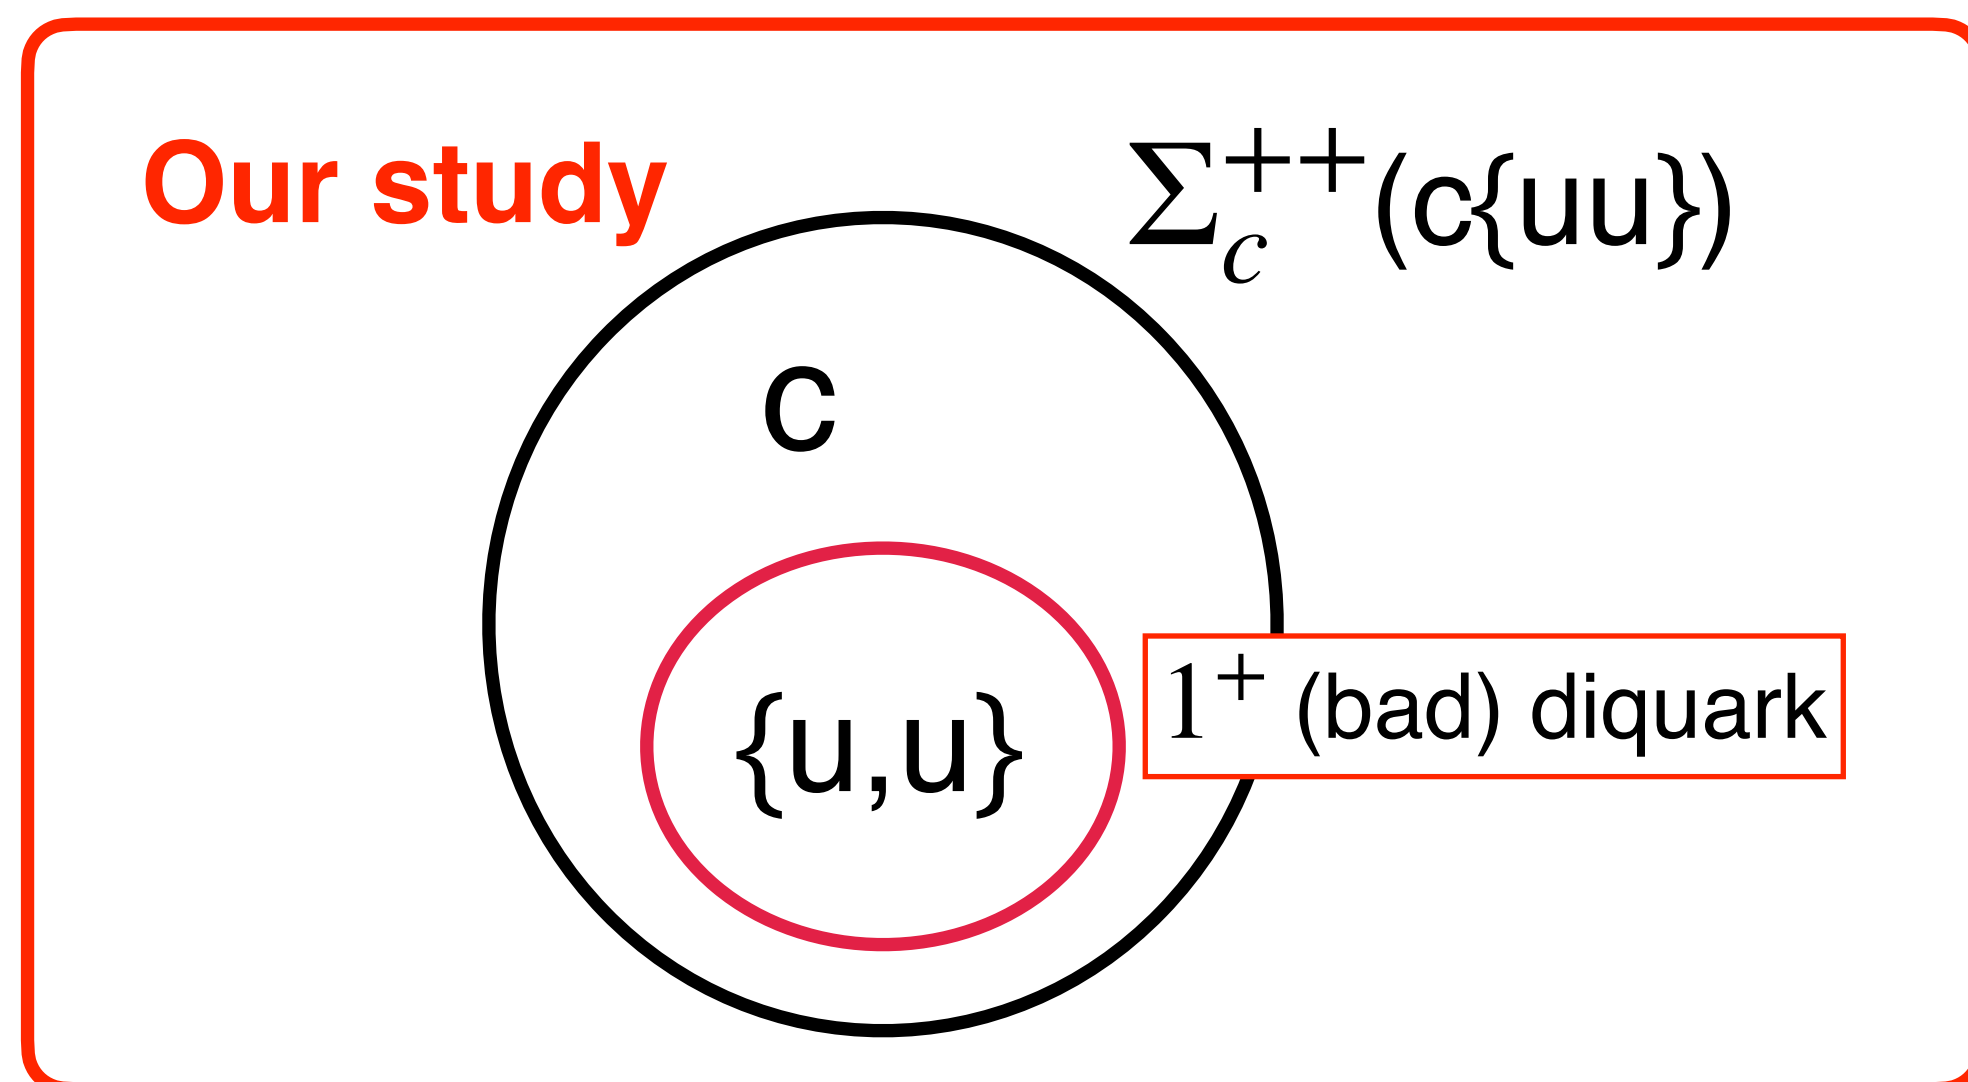 Our study
Σ_c^{++}(c{uu})
c
{u,u}
1^+ (bad) diquark